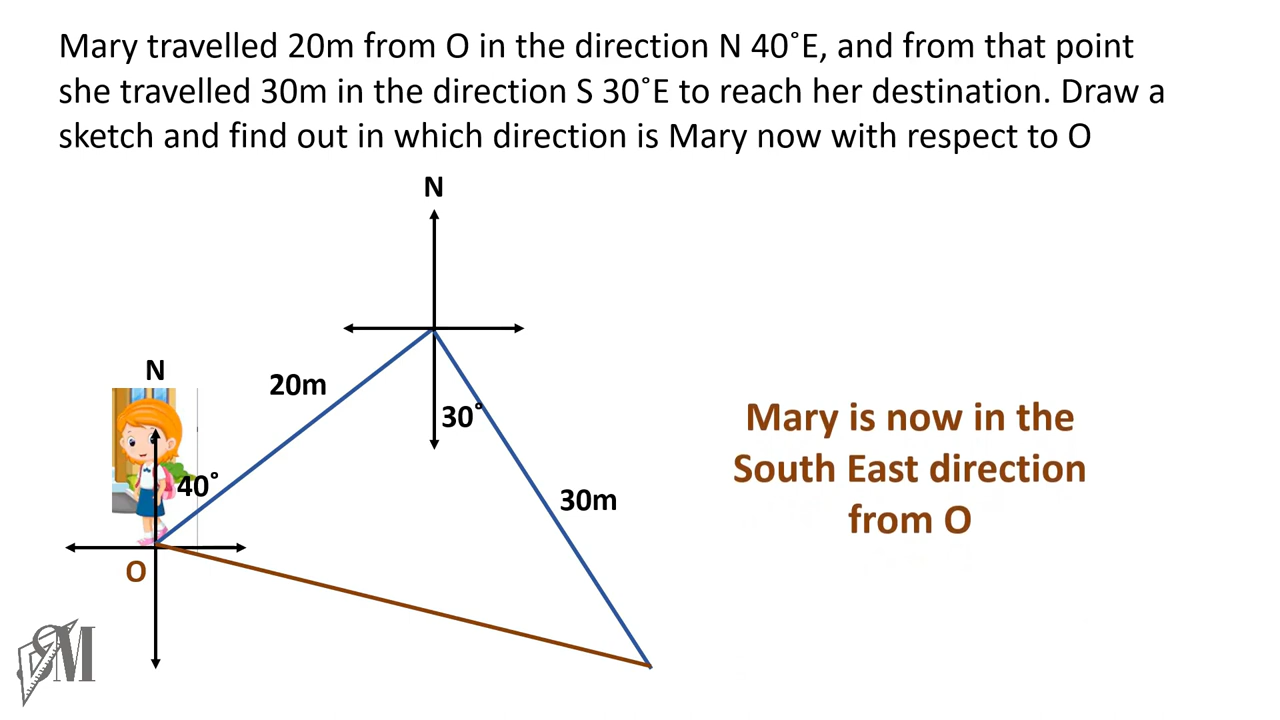 Mary travelled 20m from O in the direction N 40˚E, and from that point
she travelled 30m in the direction S 30˚E to reach her destination. Draw a
sketch and find out in which direction is Mary now with respect to O
N
N
20m
30˚
40˚
30m
O
Mary is now in the
South East direction
from O
SM